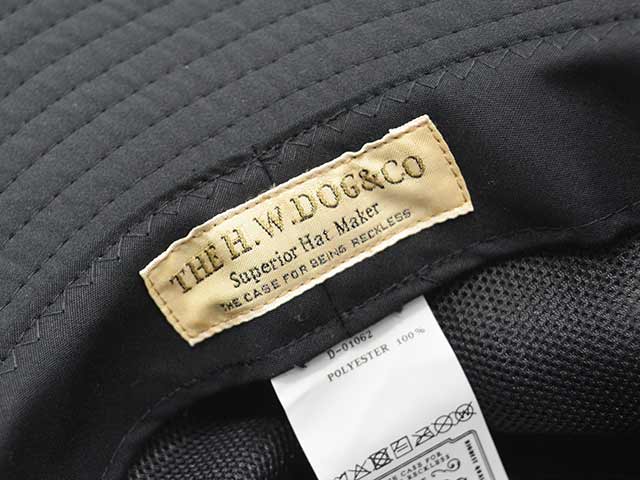 THE H.W.DOG&CO
Superior Hat Maker
THE CASE FOR BEING RECKLESS
D-01062
POLYESTER 100%